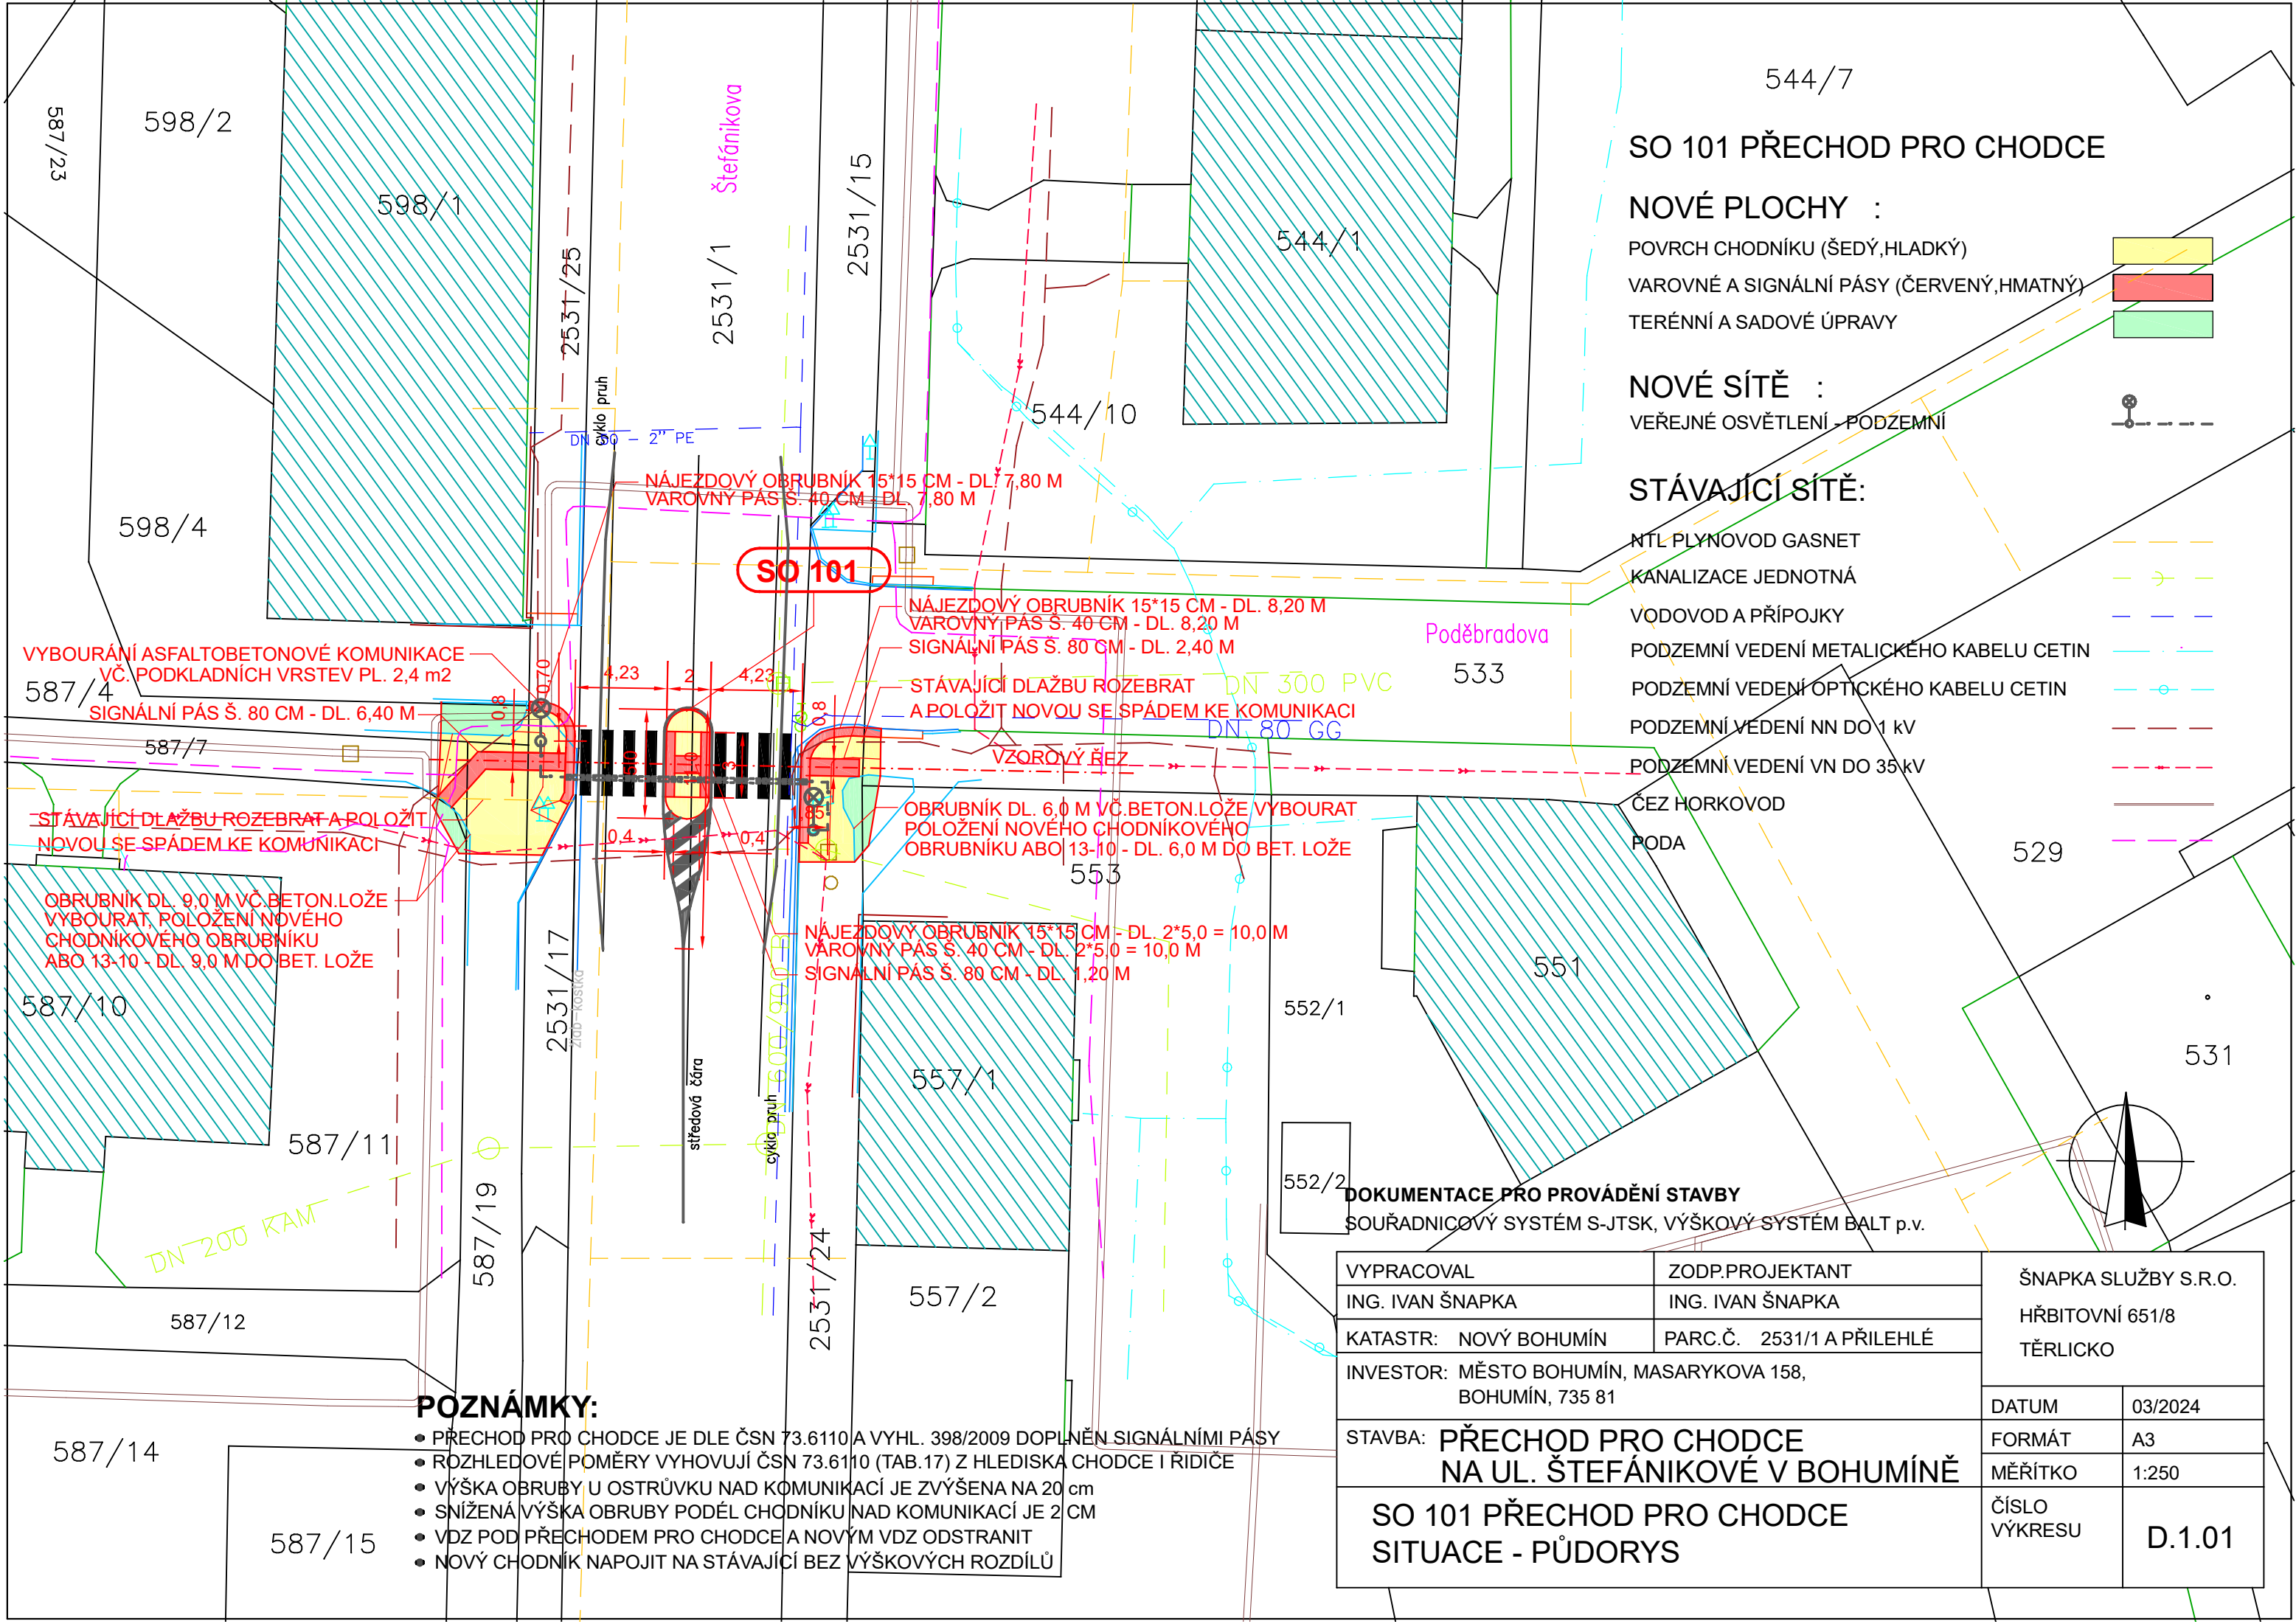 587/23
598/2
598/1
598/4
Štefánikova
2531/25
2531/1
2531/15
544/1
544/7
544/10
cyklo pruh
SO 101 PŘECHOD PRO CHODCE
NOVÉ PLOCHY :
POVRCH CHODNÍKU (ŠEDÝ,HLADKÝ)
VAROVNÉ A SIGNÁLNÍ PÁSY (ČERVENÝ,HMATNÝ)
TERÉNNÍ A SADOVÉ ÚPRAVY
NOVÉ SÍTĚ :
VEŘEJNÉ OSVĚTLENÍ - PODZEMNÍ
STÁVAJÍCÍ SÍTĚ:
NTL PLYNOVOD GASNET
KANALIZACE JEDNOTNÁ
VODOVOD A PŘÍPOJKY
PODZEMNÍ VEDENÍ METALICKÉHO KABELU CETIN
PODZEMNÍ VEDENÍ OPTICKÉHO KABELU CETIN
PODZEMNÍ VEDENÍ NN DO 1 kV
PODZEMNÍ VEDENÍ VN DO 35 kV
ČEZ HORKOVOD
PODA
NÁJEZDOVÝ OBRUBNÍK 15*15 CM - DL. 7,80 M
VAROVNÝ PÁS Š. 40 CM - DL. 7,80 M
SO 101
NÁJEZDOVÝ OBRUBNÍK 15*15 CM - DL. 8,20 M
VAROVNÝ PÁS Š. 40 CM - DL. 8,20 M
SIGNÁLNÍ PÁS Š. 80 CM - DL. 2,40 M
Poděbradova
533
STÁVAJÍCÍ DLAŽBU ROZEBRAT
A POLOŽIT NOVOU SE SPÁDEM KE KOMUNIKACI
DN 300 PVC
DN 80 GG
VZOROVÝ ŘEZ
VYBOURÁNÍ ASFALTOBETONOVÉ KOMUNIKACE
VČ. PODKLADNÍCH VRSTEV PL. 2,4 m2
587/4
SIGNÁLNÍ PÁS Š. 80 CM - DL. 6,40 M
587/7
0,8
0,70
4,23
2
4,23
0,8
3
1,85
0,4
0,4
STÁVAJÍCÍ DLAŽBU ROZEBRAT A POLOŽIT
NOVOU SE SPÁDEM KE KOMUNIKACI
OBRUBNÍK DL. 6,0 M VČ.BETON.LOŽE VYBOURAT
POLOŽENÍ NOVÉHO CHODNÍKOVÉHO
OBRUBNÍKU ABO 13-10 - DL. 6,0 M DO BET. LOŽE
553
529
OBRUBNÍK DL. 9,0 M VČ.BETON.LOŽE
VYBOURAT, POLOŽENÍ NOVÉHO
CHODNÍKOVÉHO OBRUBNÍKU
ABO 13-10 - DL. 9,0 M DO BET. LOŽE
NÁJEZDOVÝ OBRUBNÍK 15*15 CM - DL. 2*5,0 = 10,0 M
VAROVNÝ PÁS Š. 40 CM - DL. 2*5,0 = 10,0 M
SIGNÁLNÍ PÁS Š. 80 CM - DL. 1,20 M
587/10
2531/17
žlab-kostka
551
552/1
531
557/1
středová čára
cyklo pruh
587/11
552/2
587/19
DN 200 KAM
2531/24
557/2
587/12
587/14
587/15
POZNÁMKY:
PŘECHOD PRO CHODCE JE DLE ČSN 73.6110 A VYHL. 398/2009 DOPLNĚN SIGNÁLNÍMI PÁSY
ROZHLEDOVÉ POMĚRY VYHOVUJÍ ČSN 73.6110 (TAB.17) Z HLEDISKA CHODCE I ŘIDIČE
VÝŠKA OBRUBY U OSTRŮVKU NAD KOMUNIKACÍ JE ZVÝŠENA NA 20 cm
SNÍŽENÁ VÝŠKA OBRUBY PODÉL CHODNÍKU NAD KOMUNIKACÍ JE 2 CM
VDZ POD PŘECHODEM PRO CHODCE A NOVÝM VDZ ODSTRANIT
NOVÝ CHODNÍK NAPOJIT NA STÁVAJÍCÍ BEZ VÝŠKOVÝCH ROZDÍLŮ
DOKUMENTACE PRO PROVÁDĚNÍ STAVBY
SOUŘADNICOVÝ SYSTÉM S-JTSK, VÝŠKOVÝ SYSTÉM BALT p.v.
VYPRACOVAL
ZODP.PROJEKTANT
ING. IVAN ŠNAPKA
ING. IVAN ŠNAPKA
KATASTR: NOVÝ BOHUMÍN
PARC.Č. 2531/1 A PŘILEHLÉ
INVESTOR: MĚSTO BOHUMÍN, MASARYKOVA 158,
BOHUMÍN, 735 81
STAVBA: PŘECHOD PRO CHODCE
NA UL. ŠTEFÁNIKOVÉ V BOHUMÍNĚ
SO 101 PŘECHOD PRO CHODCE
SITUACE - PŮDORYS
ŠNAPKA SLUŽBY S.R.O.
HŘBITOVNÍ 651/8
TĚRLICKO
DATUM 03/2024
FORMÁT A3
MĚŘÍTKO 1:250
ČÍSLO
VÝKRESU
D.1.01